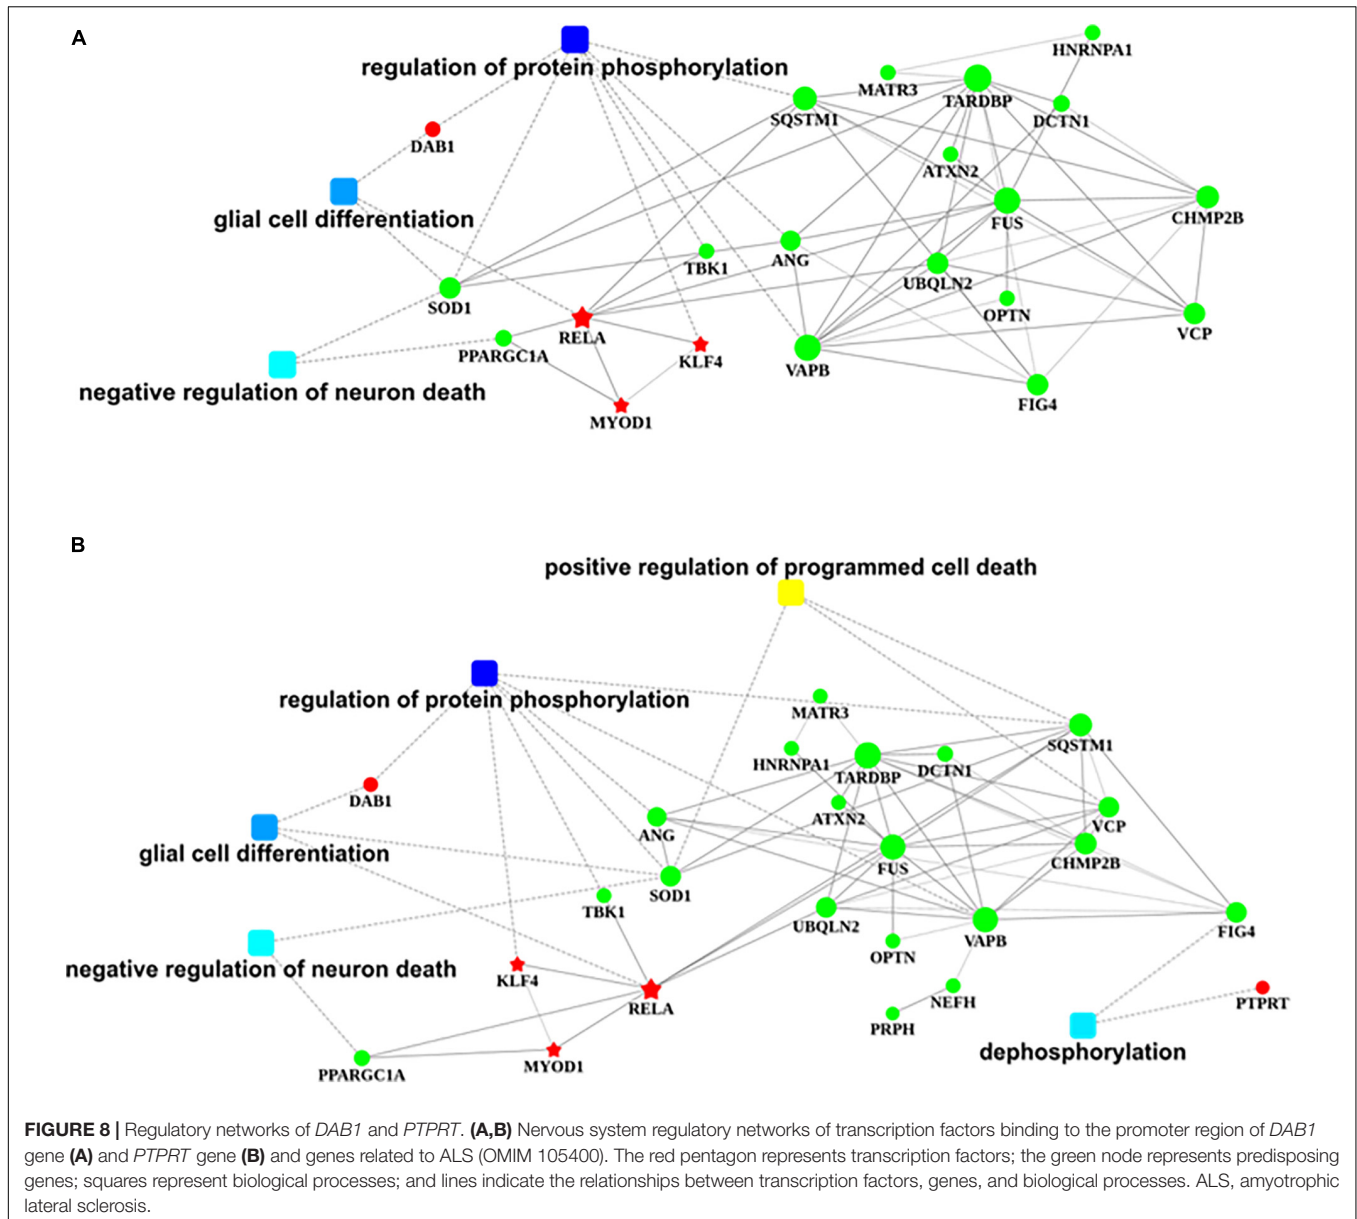 A
regulation of protein phosphorylation
HNRNPA1
MATR3
TARDBP
SQSTM1
DCTN1
DAB1
ATXN2
glial cell differentiation
FUS
CHMP2B
TBK1
ANG
UBQLN2
SOD1
OPTN
RELA
VCP
PPARGC1A
KLF4
VAPB
negative regulation of neuron death
FIG4
MYOD1
B
positive regulation of programmed cell death
regulation of protein phosphorylation
MATR3
SQSTM1
HNRNPA1
TARDBP
DCTN1
DAB1
ATXN2
VCP
ANG
glial cell differentiation
FUS
CHMP2B
SOD1
TBK1
UBQLN2
VAPB
FIG4
OPTN
negative regulation of neuron death
KLF4
NEFH
PTPRT
RELA
PRPH
dephosphorylation
MYOD1
PPARGC1A
FIGURE 8 | Regulatory networks of DAB1 and PTPRT. (A,B) Nervous system regulatory networks of transcription factors binding to the promoter region of DAB1
gene (A) and PTPRT gene (B) and genes related to ALS (OMIM 105400). The red pentagon represents transcription factors; the green node represents predisposing
genes; squares represent biological processes; and lines indicate the relationships between transcription factors, genes, and biological processes. ALS, amyotrophic
lateral sclerosis.